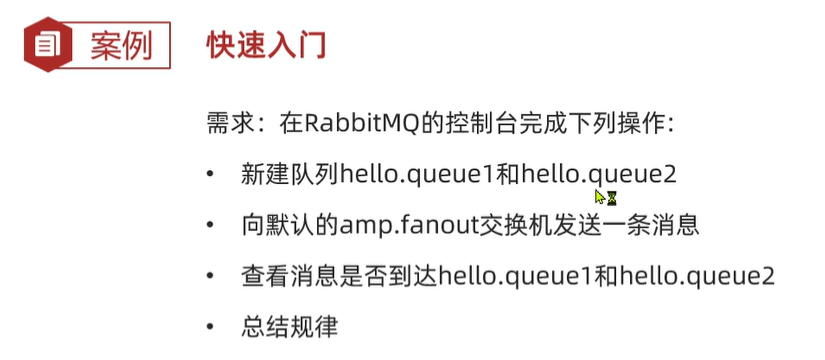 案例 快速入门
需求：在RabbitMQ的控制台完成下列操作：
• 新建队列hello.queue1和hello.queue2
• 向默认的amp.fanout交换机发送一条消息
• 查看消息是否到达hello.queue1和hello.queue2
• 总结规律